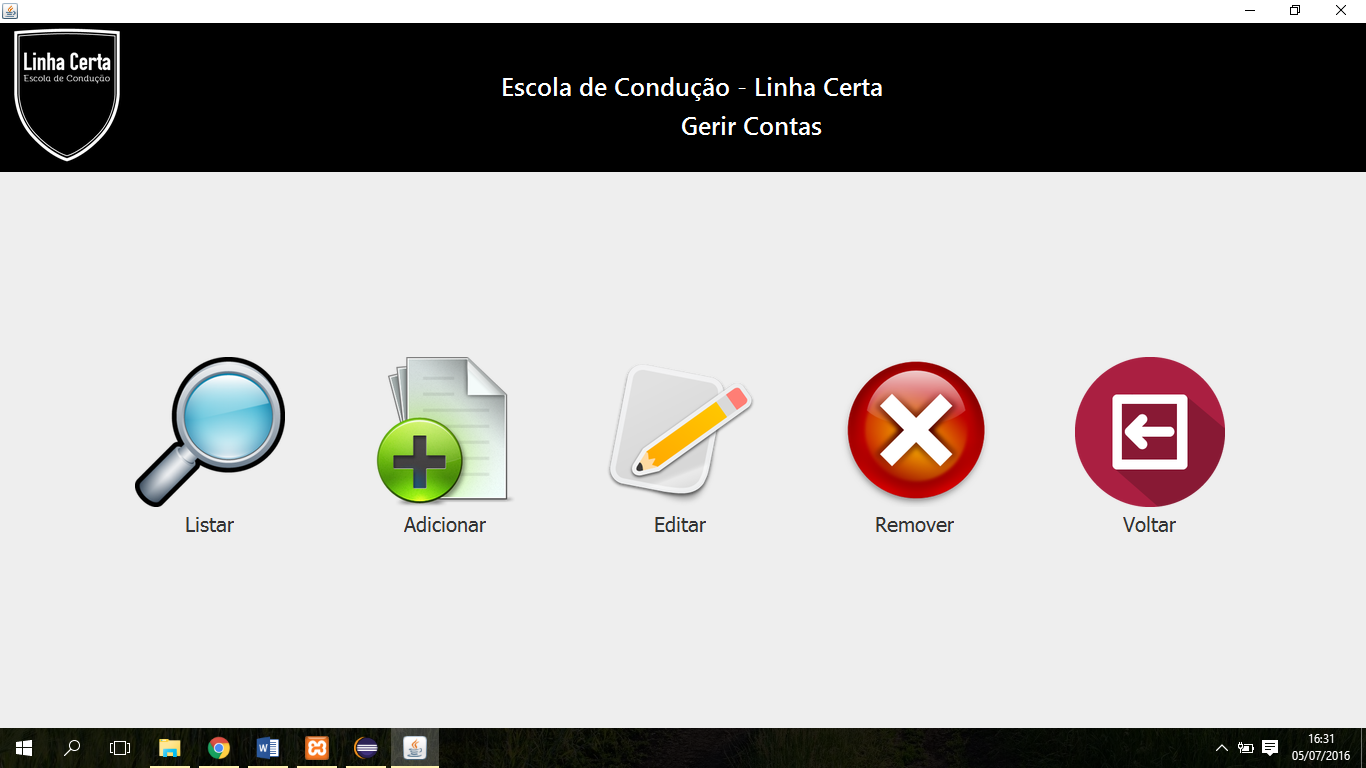 Linha Certa
Escola de Condução
Escola de Condução - Linha Certa
Gerir Contas
Listar
Adicionar
Editar
Remover
Voltar
16:31
05/07/2016